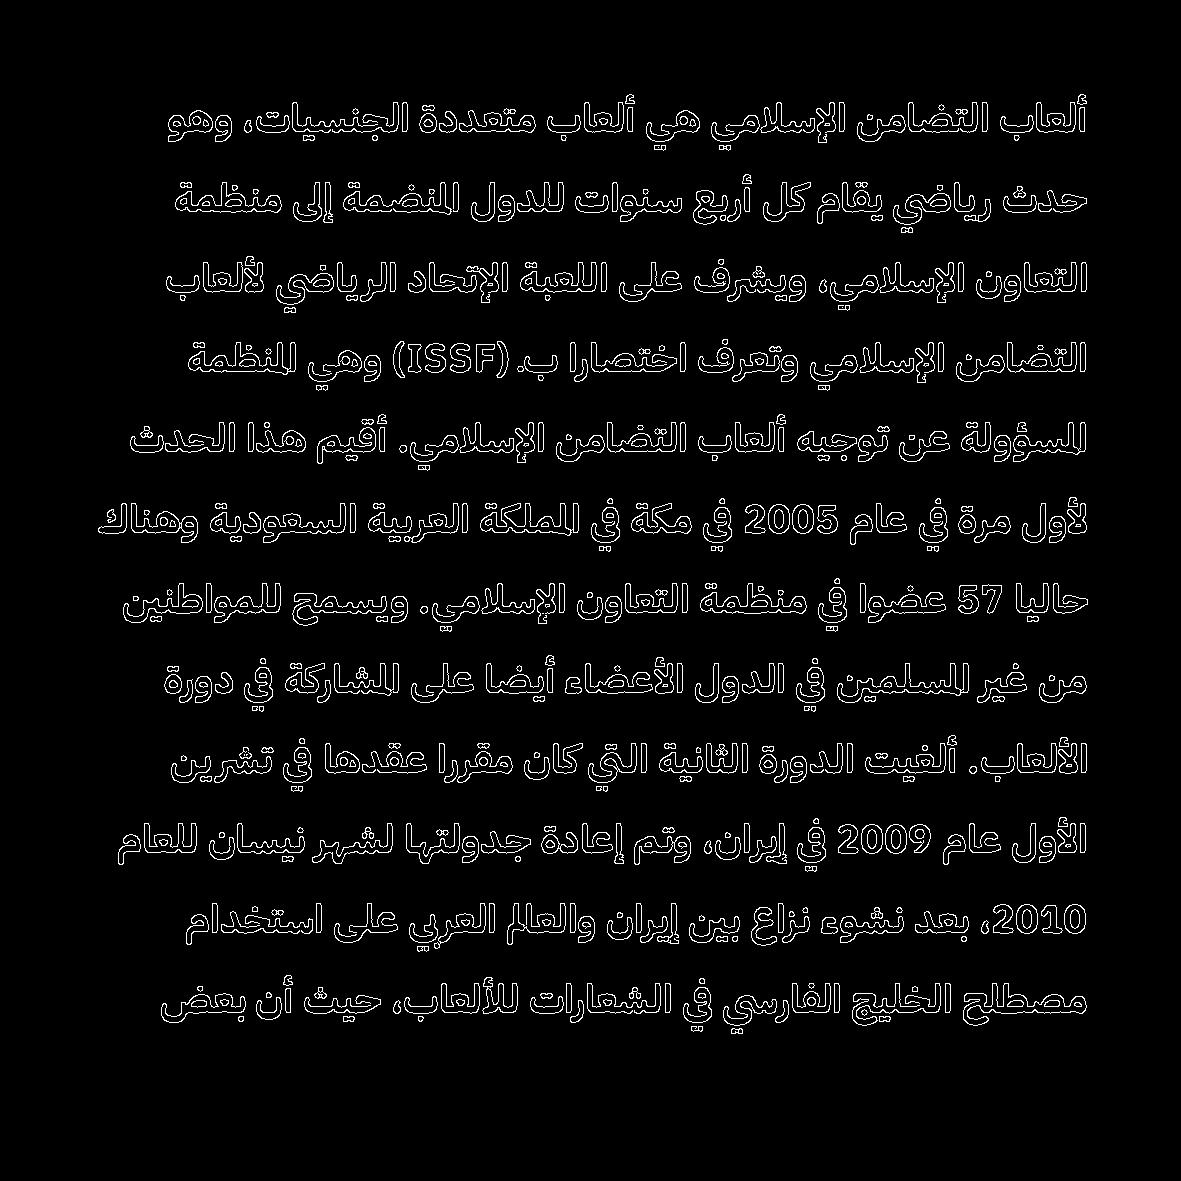 ألعاب التضامن الإسلامي هي ألعاب متعددة الجنسيات، وهو
حدث رياضي يقام كل أربع سنوات للدول المنضمة إلى منظمة
التعاون الإسلامي، ويشرف على اللعبة الإتحاد الرياضي لألعاب
التضامن الإسلامي وتعرف اختصارا ب. (ISSF) وهي المنظمة
المسؤولة عن توجيه ألعاب التضامن الإسلامي. أقيم هذا الحدث
لأول مرة في عام 2005 في مكة في المملكة العربية السعودية وهناك
حاليا 57 عضوا في منظمة التعاون الإسلامي. ويسمح للمواطنين
من غير المسلمين في الدول الأعضاء أيضا على المشاركة في دورة
الألعاب. ألغيت الدورة الثانية التي كان مقررا عقدها في تشرين
الأول عام 2009 في إيران، وتم إعادة جدولتها لشهر نيسان للعام
2010، بعد نشوء نزاع بين إيران والعالم العربي على استخدام
مصطلح الخليج الفارسي في الشعارات للألعاب، حيث أن بعض